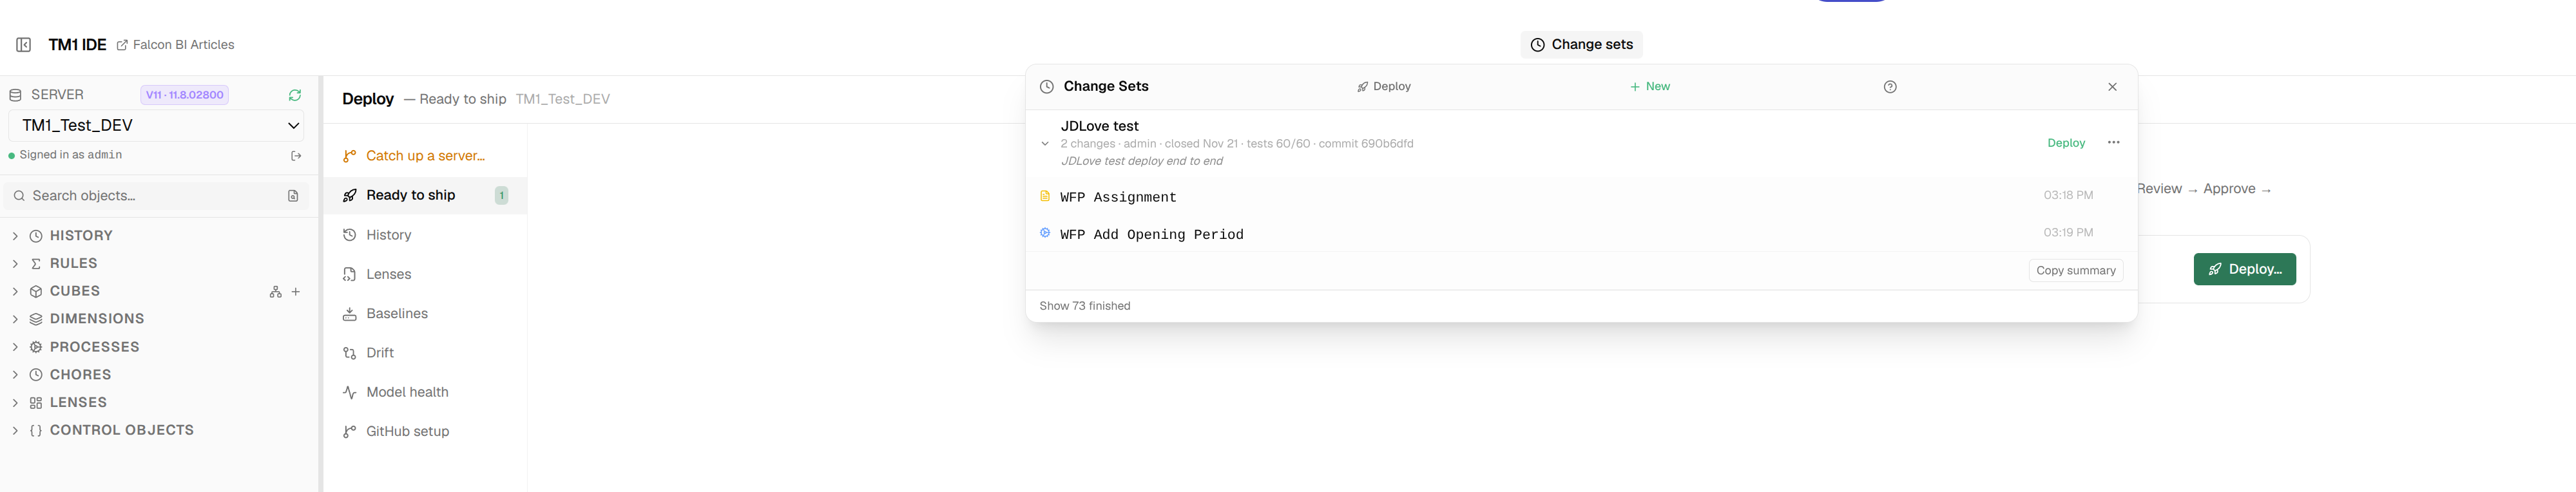 TM1 IDE Falcon BI Articles
Change sets
SERVER V11 · 11.8.02800
TM1_Test_DEV
Signed in as admin
Search objects...
HISTORY
RULES
CUBES
DIMENSIONS
PROCESSES
CHORES
LENSES
CONTROL OBJECTS
Deploy — Ready to ship TM1_Test_DEV
Catch up a server...
Ready to ship 1
History
Lenses
Baselines
Drift
Model health
GitHub setup
Change Sets Deploy + New
JDLove test
2 changes · admin · closed Nov 21 · tests 60/60 · commit 690b6dfd
JDLove test deploy end to end
Deploy ···
WFP Assignment 03:18 PM
WFP Add Opening Period 03:19 PM
Copy summary
Show 73 finished
Review → Approve →
Deploy...